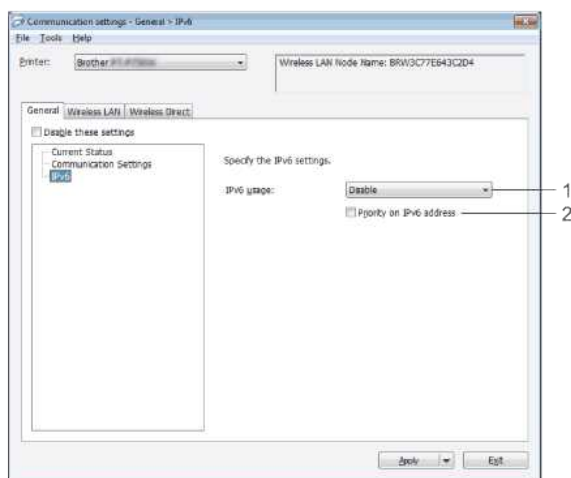 Communication settings - General > IPv6
File Tools Help
Printer: Brother
Wireless LAN Node Name: BRW3C77E643C2D4
General Wireless LAN Wireless Direct
Disable these settings
Current Status
Communication Settings
IPv6
Specify the IPv6 settings.
IPv6 usage: Disable 1
Priority on IPv6 address 2
Apply Exit